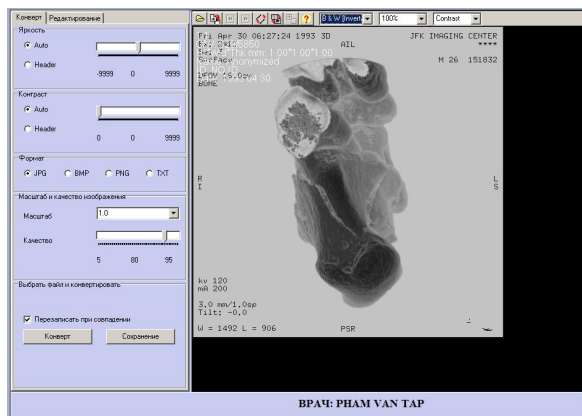 Конверт Редактирование
B & W (Invert) 100% Contrast
Яркость
Auto
Header
-9999 0 9999
Контраст
Auto
Header
0 0 9999
Формат
JPG BMP PNG TXT
Масштаб и качество изображения
Масштаб 1.0
Качество
5 80 95
Выбрать файл и конвертировать
Перезаписать при совпадении
Конверт Сохранение
Fri Apr 30 06:27:24 1993 3D
JFK IMAGING CENTER
AIL
****
M 26 151832
DFOV 16.0cm
BONE
R
I
L
S
kv 120
mA 200
3.0 mm/1.0sp
Tilt: -0.0
W = 1492 L = 906
PSR
ВРАЧ: PHAM VAN TAP